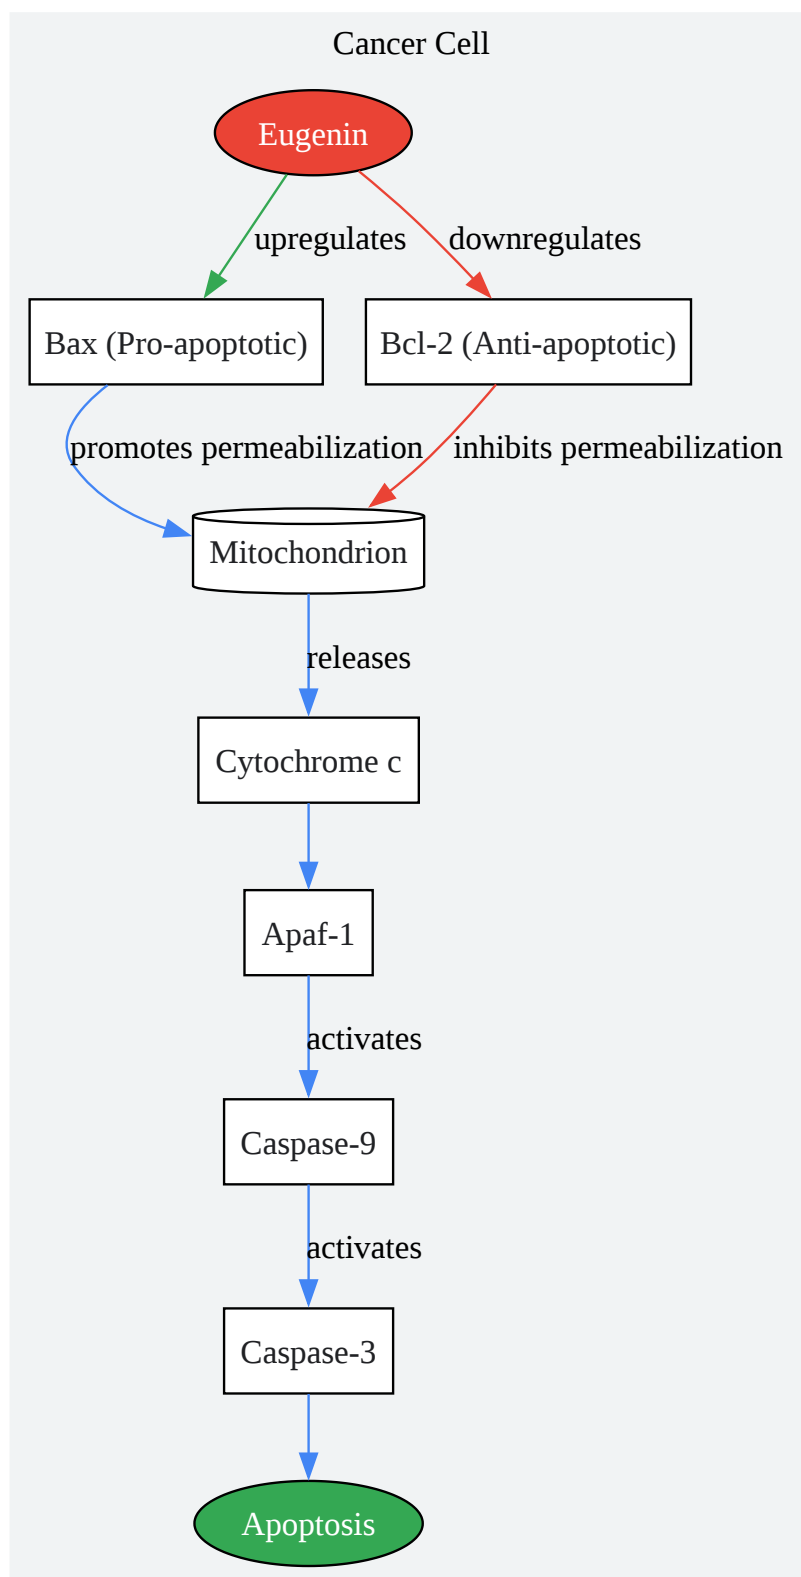 Cancer Cell
Eugenin
upregulates
downregulates
Bax (Pro-apoptotic)
Bcl-2 (Anti-apoptotic)
promotes permeabilization
inhibits permeabilization
Mitochondrion
releases
Cytochrome c
Apaf-1
activates
Caspase-9
activates
Caspase-3
Apoptosis